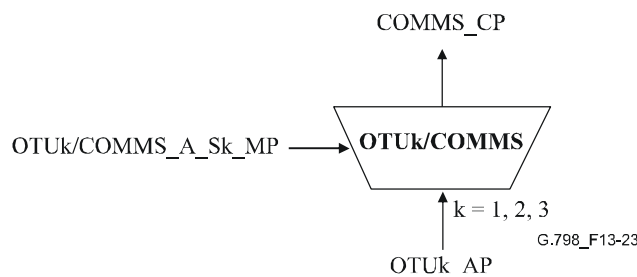 COMMS_CP
OTUk/COMMS_A_Sk_MP
OTUk/COMMS
k = 1, 2, 3
G.798_F13-23
OTUk_AP